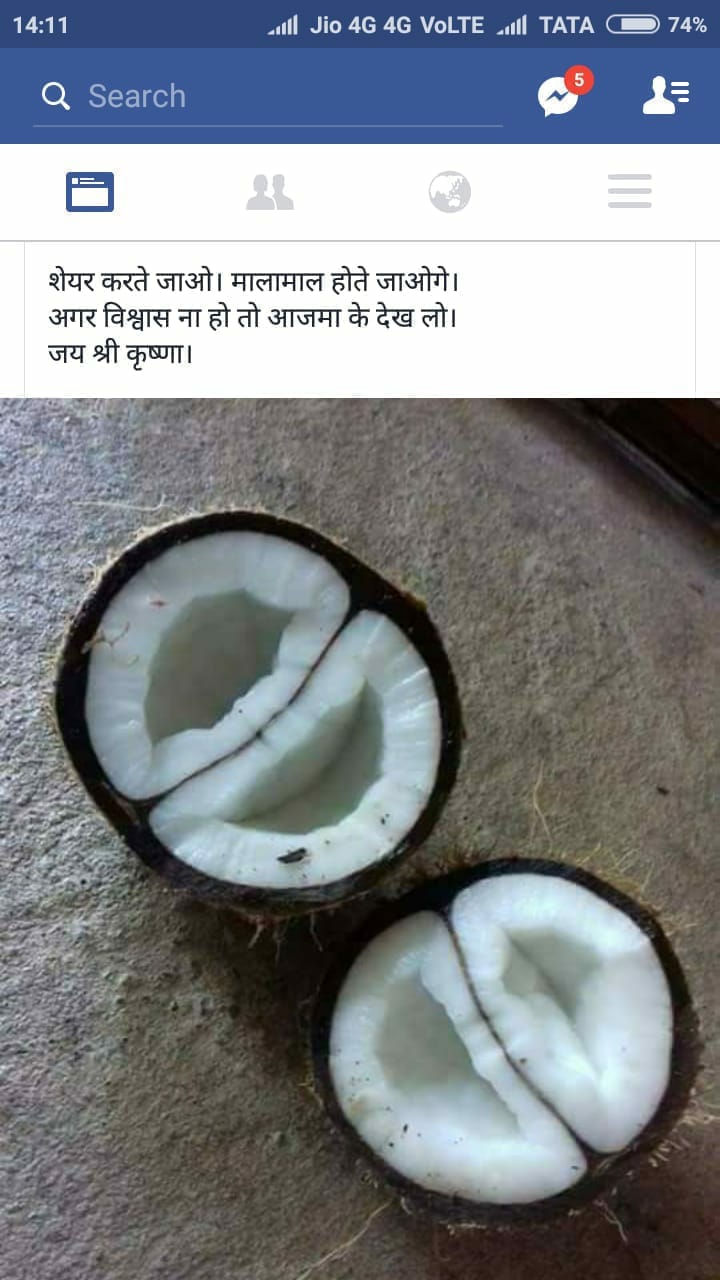 14:11 Jio 4G 4G VoLTE TATA 74%
Search 5
शेयर करते जाओ। मालामाल होते जाओगे।
अगर विश्वास ना हो तो आजमा के देख लो।
जय श्री कृष्णा।